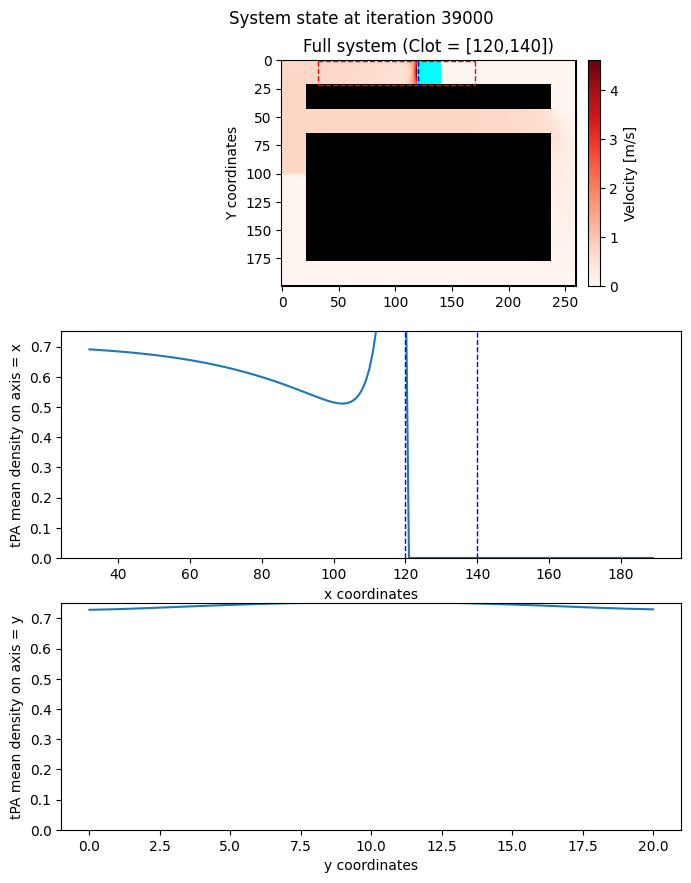 System state at iteration 39000
Full system (Clot = [120,140])
0
25
50
75
100
125
150
175
Y coordinates
0 50 100 150 200 250
4
3
2
1
0
Velocity [m/s]
0.7
0.6
0.5
0.4
0.3
0.2
0.1
0.0
tPA mean density on axis = x
40 60 80 100 120 140 160 180
x coordinates
0.7
0.6
0.5
0.4
0.3
0.2
0.1
0.0
tPA mean density on axis = y
0.0 2.5 5.0 7.5 10.0 12.5 15.0 17.5 20.0
y coordinates